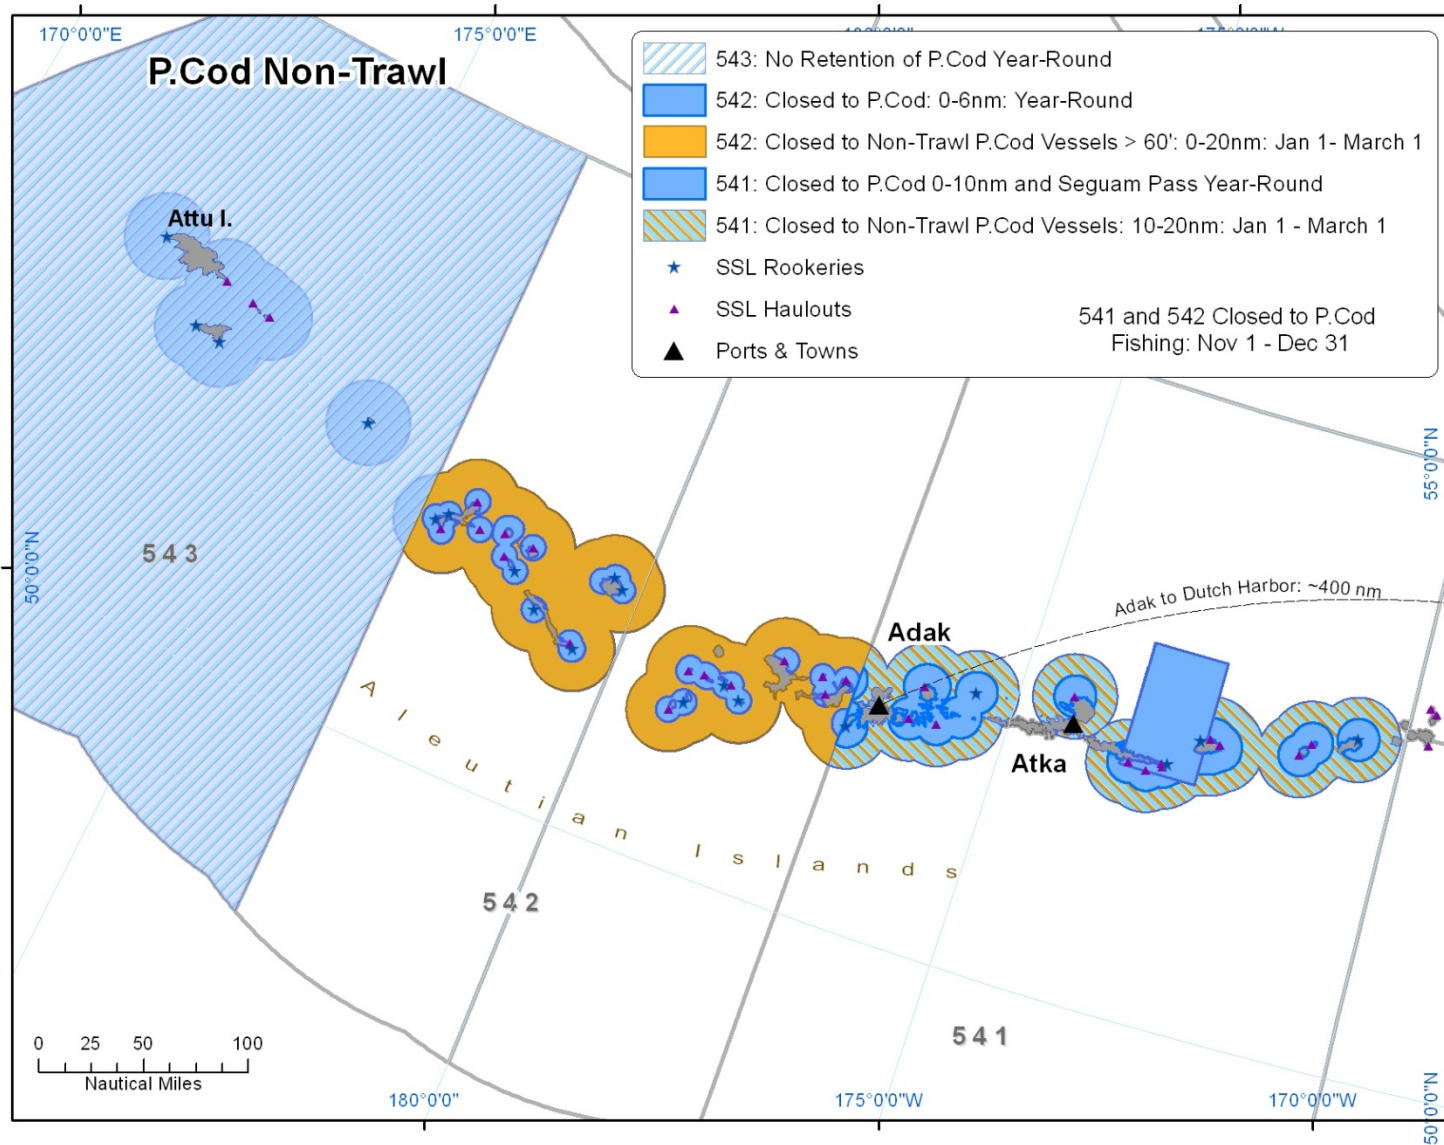 170°0'0"E
175°0'0"E
P.Cod Non-Trawl
543: No Retention of P.Cod Year-Round
542: Closed to P.Cod: 0-6nm: Year-Round
542: Closed to Non-Trawl P.Cod Vessels > 60': 0-20nm: Jan 1- March 1
541: Closed to P.Cod 0-10nm and Seguam Pass Year-Round
541: Closed to Non-Trawl P.Cod Vessels: 10-20nm: Jan 1 - March 1
SSL Rookeries
SSL Haulouts
Ports & Towns
541 and 542 Closed to P.Cod
Fishing: Nov 1 - Dec 31
Attu I.
55°0'0"N
50°0'0"N
543
Adak to Dutch Harbor: ~400 nm
Adak
Atka
Aleutian Islands
542
541
0 25 50 100
Nautical Miles
180°0'0"
175°0'0"W
170°0'0"W
50°0'0"N